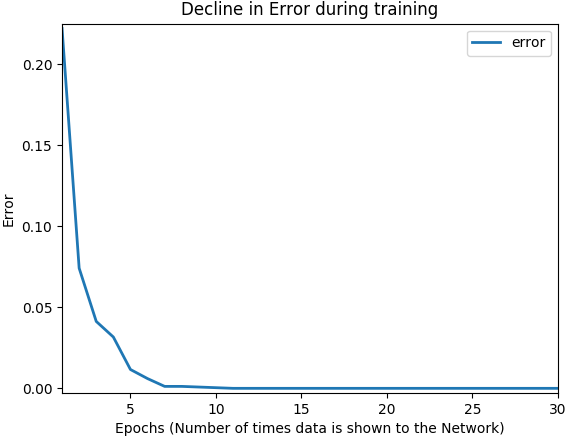 Decline in Error during training
error
0.20
0.15
0.10
0.05
0.00
Error
5 10 15 20 25 30
Epochs (Number of times data is shown to the Network)